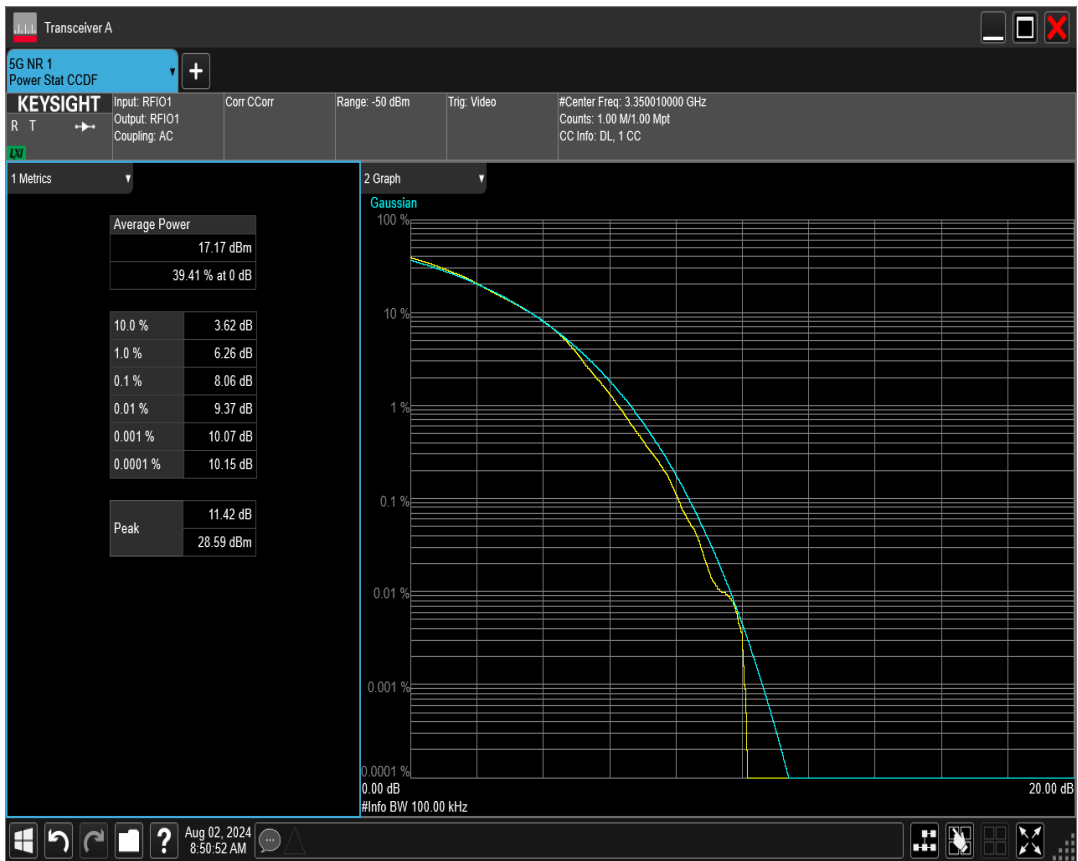 Transceiver A
5G NR 1
Power Stat CCDF
KEYSIGHT
R T
LXI
Input: RFIO1
Output: RFIO1
Coupling: AC
Corr CCorr
Range: -50 dBm
Trig: Video
#Center Freq: 3.350010000 GHz
Counts: 1.00 M/1.00 Mpt
CC Info: DL, 1 CC
1 Metrics
Average Power
17.17 dBm
39.41 % at 0 dB
10.0 % 3.62 dB
1.0 % 6.26 dB
0.1 % 8.06 dB
0.01 % 9.37 dB
0.001 % 10.07 dB
0.0001 % 10.15 dB
Peak
11.42 dB
28.59 dBm
2 Graph
Gaussian
100 %
10 %
1 %
0.1 %
0.01 %
0.001 %
0.0001 %
0.00 dB 20.00 dB
#Info BW 100.00 kHz
Aug 02, 2024
8:50:52 AM